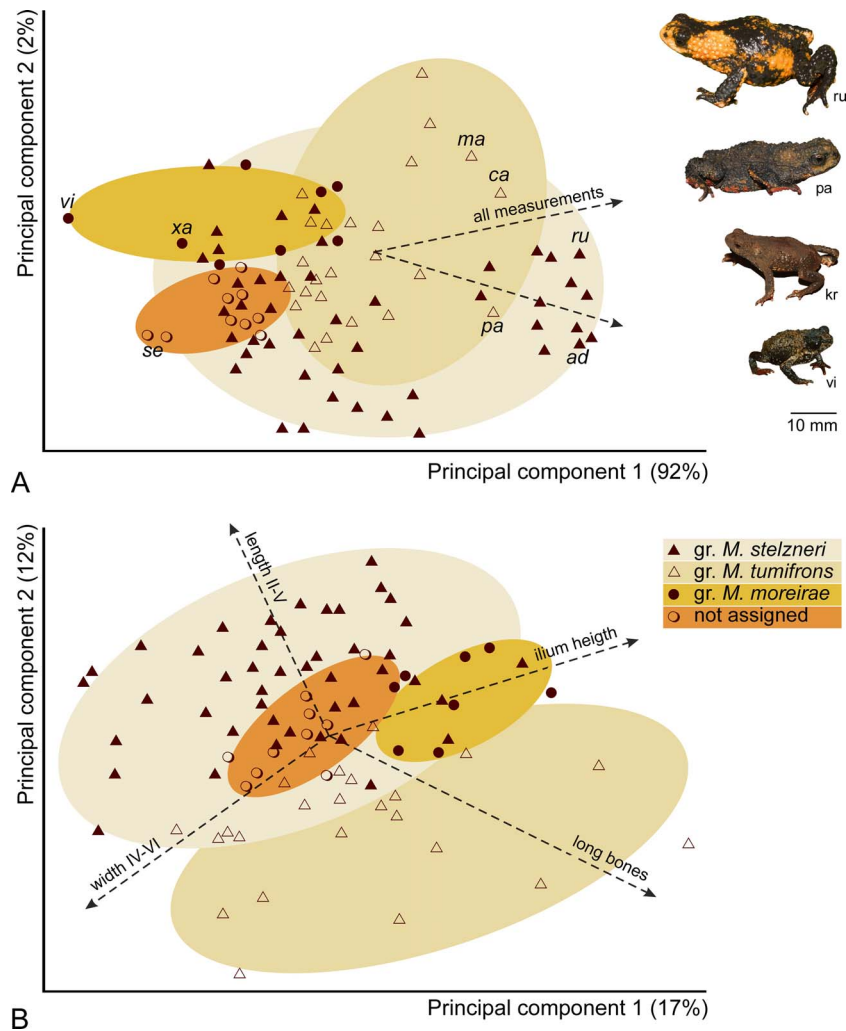 Principal component 2 (2%)
vi
xa
se
ma
ca
all measurements
ru
pa
ad
ru
pa
kr
vi
10 mm
Principal component 1 (92%)
A
Principal component 2 (12%)
length II-V
gr. M. stelzneri
gr. M. tumifrons
gr. M. moreirae
not assigned
ilium heigth
width IV-VI
long bones
Principal component 1 (17%)
B